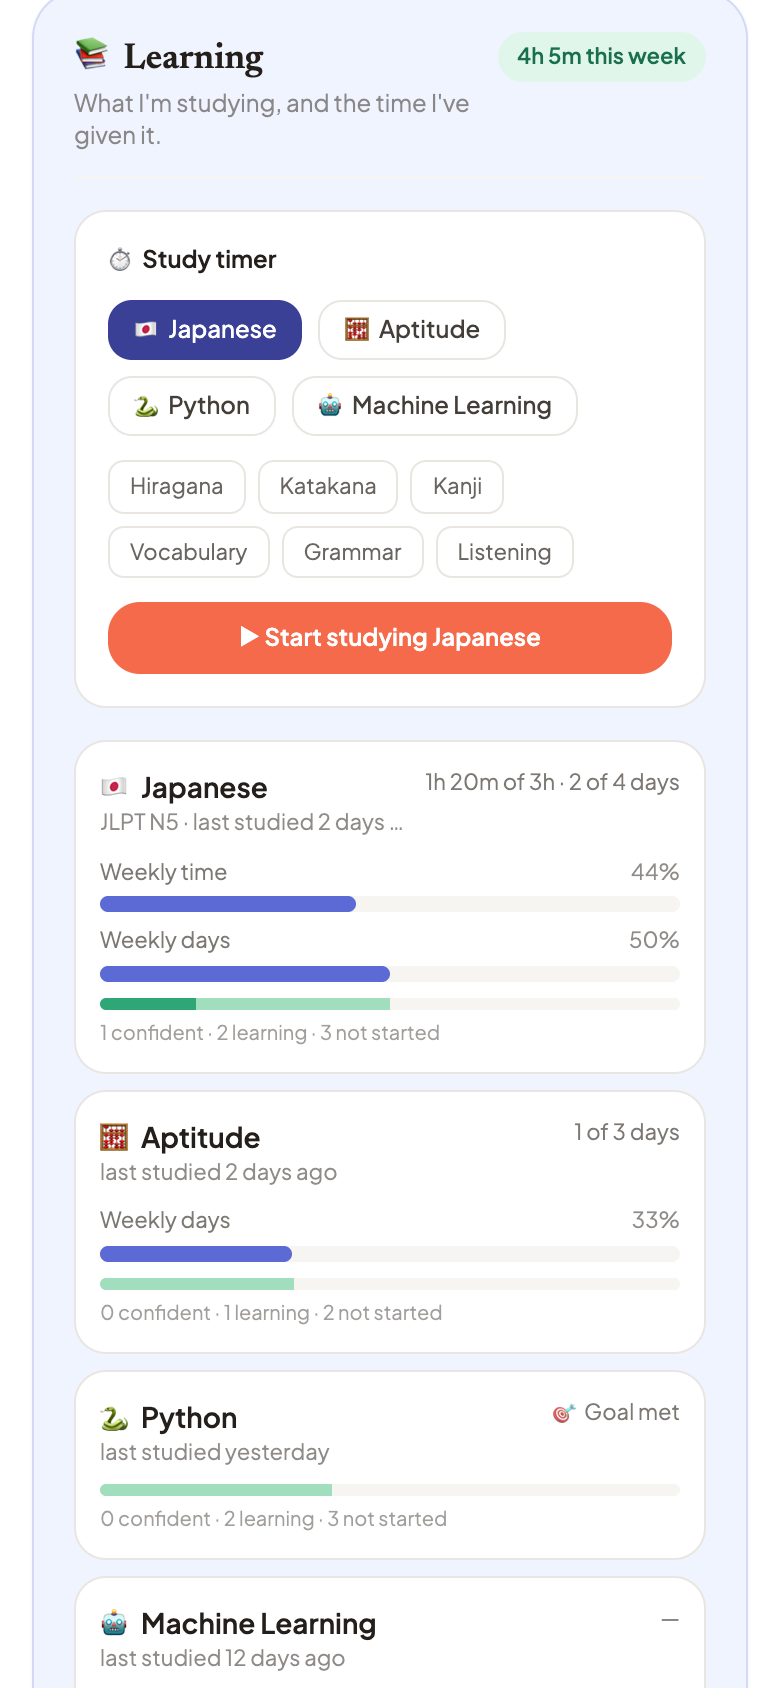 📚 Learning
4h 5m this week
What I'm studying, and the time I've
given it.
⏱ Study timer
🇯🇵 Japanese
🧮 Aptitude
🐍 Python
🤖 Machine Learning
Hiragana
Katakana
Kanji
Vocabulary
Grammar
Listening
▶ Start studying Japanese
🇯🇵 Japanese
1h 20m of 3h · 2 of 4 days
JLPT N5 · last studied 2 days ...
Weekly time 44%
Weekly days 50%
1 confident · 2 learning · 3 not started
🧮 Aptitude
1 of 3 days
last studied 2 days ago
Weekly days 33%
0 confident · 1 learning · 2 not started
🐍 Python
🎯 Goal met
last studied yesterday
0 confident · 2 learning · 3 not started
🤖 Machine Learning
—
last studied 12 days ago